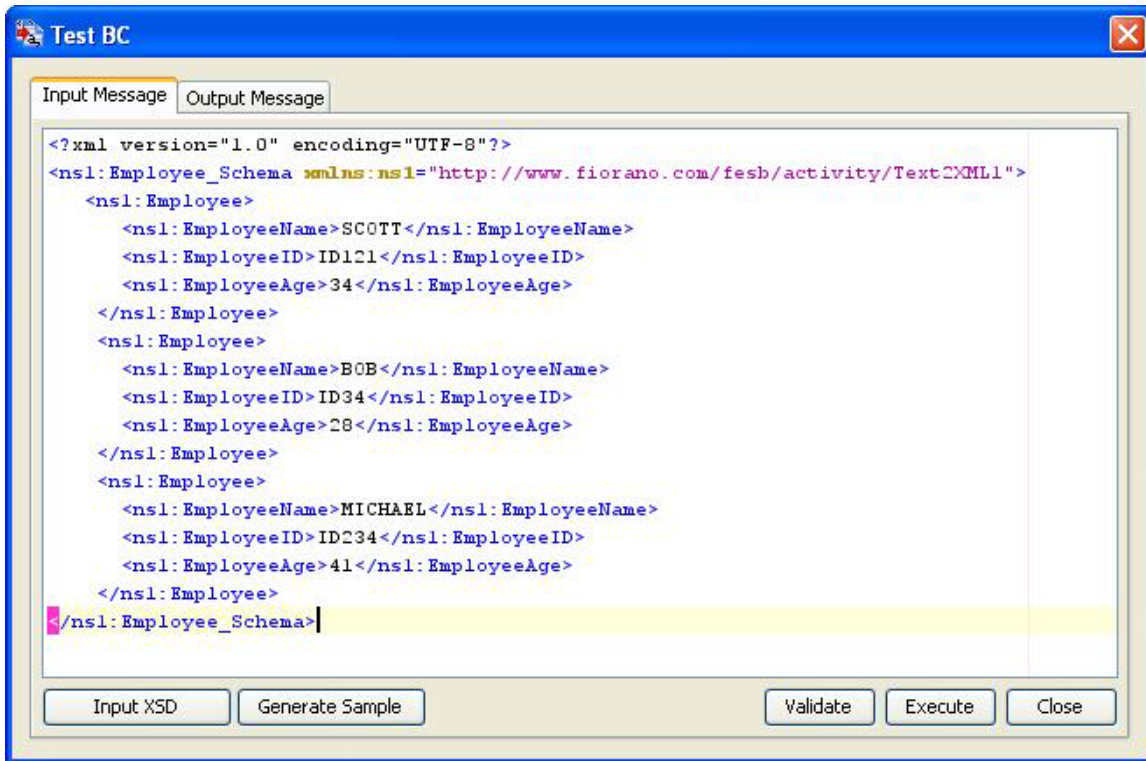 Test BC
Input Message Output Message
<?xml version="1.0" encoding="UTF-8"?>
<ns1:Employee_Schema xmlns:ns1="http://www.fiorano.com/fesb/activity/Text2XML1">
<ns1:Employee>
<ns1:EmployeeName>SCOTT</ns1:EmployeeName>
<ns1:EmployeeID>ID121</ns1:EmployeeID>
<ns1:EmployeeAge>34</ns1:EmployeeAge>
</ns1:Employee>
<ns1:Employee>
<ns1:EmployeeName>BOB</ns1:EmployeeName>
<ns1:EmployeeID>ID34</ns1:EmployeeID>
<ns1:EmployeeAge>28</ns1:EmployeeAge>
</ns1:Employee>
<ns1:Employee>
<ns1:EmployeeName>MICHAEL</ns1:EmployeeName>
<ns1:EmployeeID>ID234</ns1:EmployeeID>
<ns1:EmployeeAge>41</ns1:EmployeeAge>
</ns1:Employee>
</ns1:Employee_Schema>
Input XSD Generate Sample Validate Execute Close